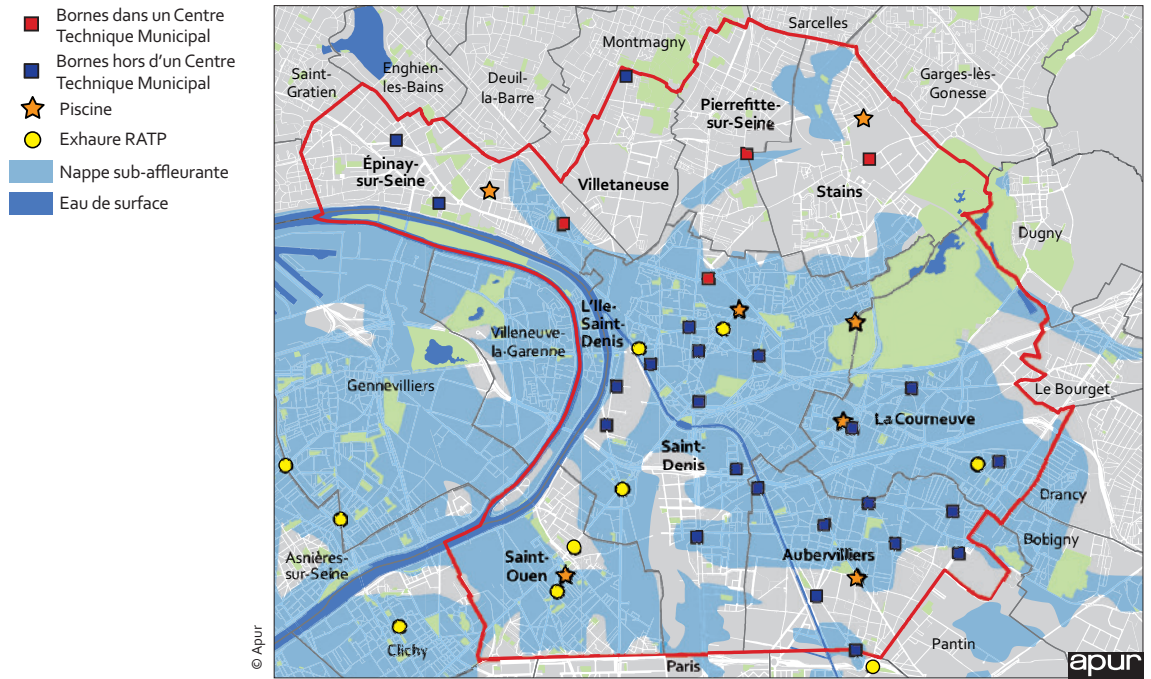 Bornes dans un Centre
Technique Municipal
Bornes hors d'un Centre
Technique Municipal
Piscine
Exhaure RATP
Nappe sub-affleurante
Eau de surface
© Apur
Sarcelles
Montmagny
Saint-
Gratien
Enghien-
les-Bains
Deuil-
la-Barre
Garges-lès-
Gonesse
Pierrefitte-
sur-Seine
Épinay-
sur-Seine
Villetaneuse
Stains
Dugny
L'Ile-
Saint-
Denis
Villeneuve-
la-Garenne
Gennevilliers
Le Bourget
La Courneuve
Saint-
Denis
Drancy
Bobigny
Asnières-
sur-Seine
Saint-
Ouen
Aubervilliers
Clichy
Pantin
Paris
apur